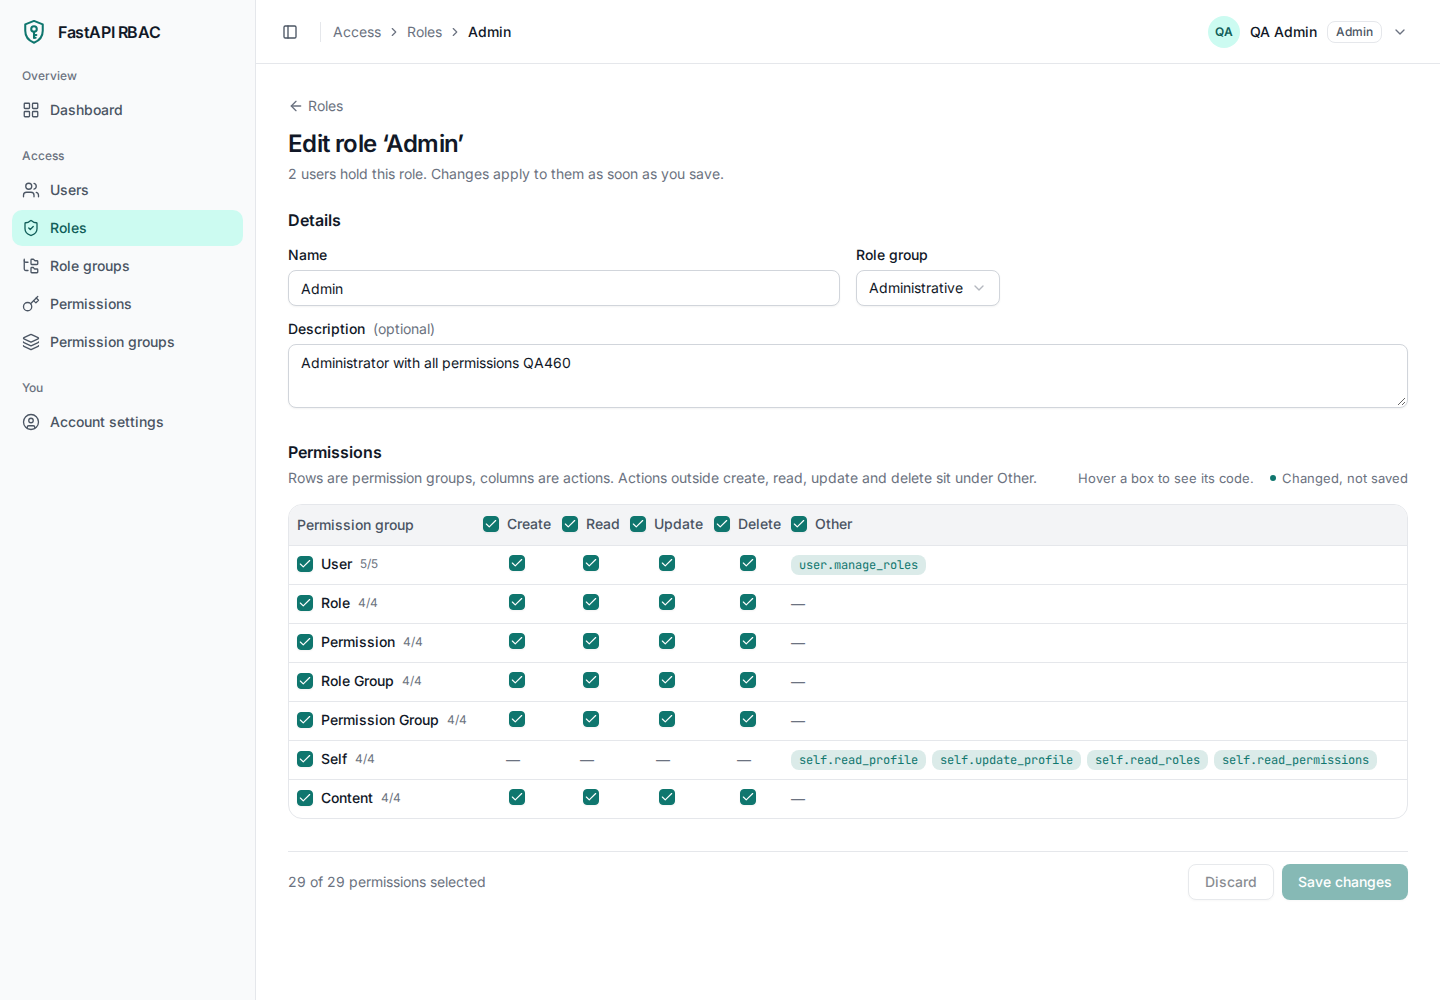 FastAPI RBAC
Overview
Dashboard
Access
Users
Roles
Role groups
Permissions
Permission groups
You
Account settings
Access > Roles > Admin
QA QA Admin Admin
← Roles
Edit role ‘Admin’
2 users hold this role. Changes apply to them as soon as you save.
Details
Name Role group
Admin Administrative
Description (optional)
Administrator with all permissions QA460
Permissions
Rows are permission groups, columns are actions. Actions outside create, read, update and delete sit under Other. Hover a box to see its code. • Changed, not saved
Permission group Create Read Update Delete Other
User 5/5 user.manage_roles
Role 4/4 —
Permission 4/4 —
Role Group 4/4 —
Permission Group 4/4 —
Self 4/4 — — — — self.read_profile self.update_profile self.read_roles self.read_permissions
Content 4/4 —
29 of 29 permissions selected Discard Save changes